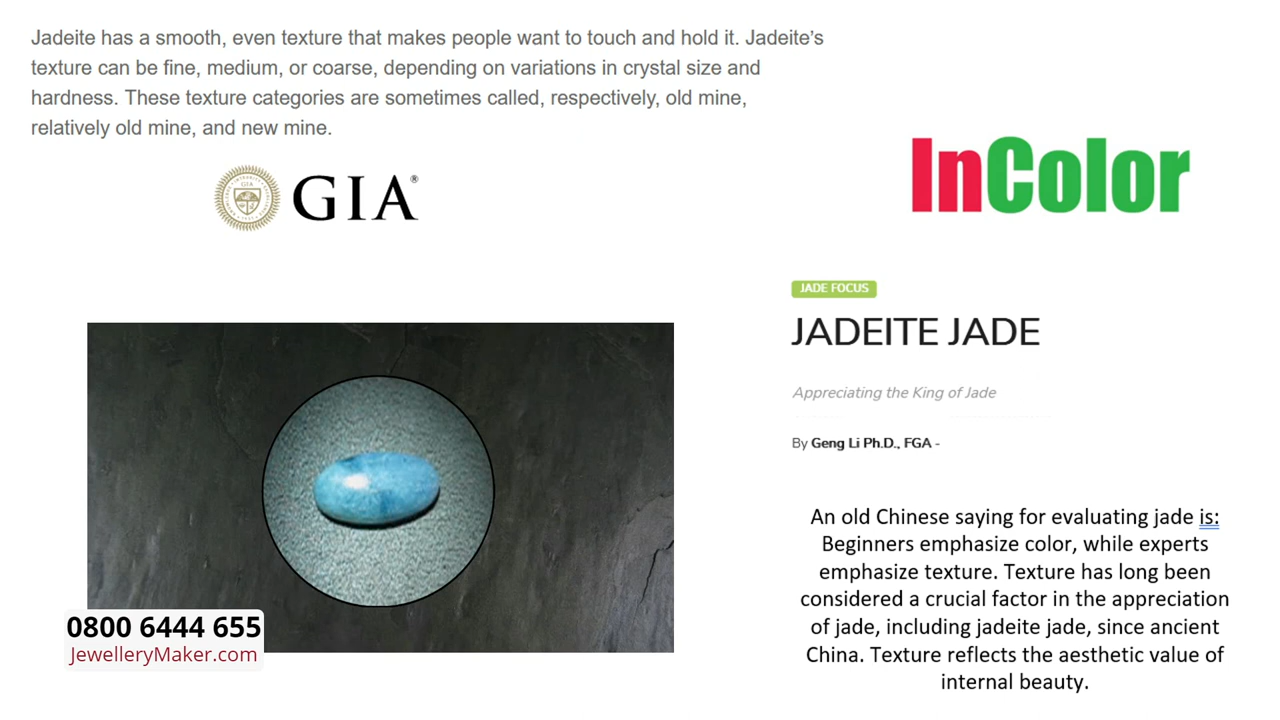 Jadeite has a smooth, even texture that makes people want to touch and hold it. Jadeite's
texture can be fine, medium, or coarse, depending on variations in crystal size and
hardness. These texture categories are sometimes called, respectively, old mine,
relatively old mine, and new mine.
GIA®
InColor
JADE FOCUS
JADEITE JADE
Appreciating the King of Jade
By Geng Li Ph.D., FGA -
An old Chinese saying for evaluating jade is:
Beginners emphasize color, while experts
emphasize texture. Texture has long been
considered a crucial factor in the appreciation
of jade, including jadeite jade, since ancient
China. Texture reflects the aesthetic value of
internal beauty.
0800 6444 655
JewelleryMaker.com